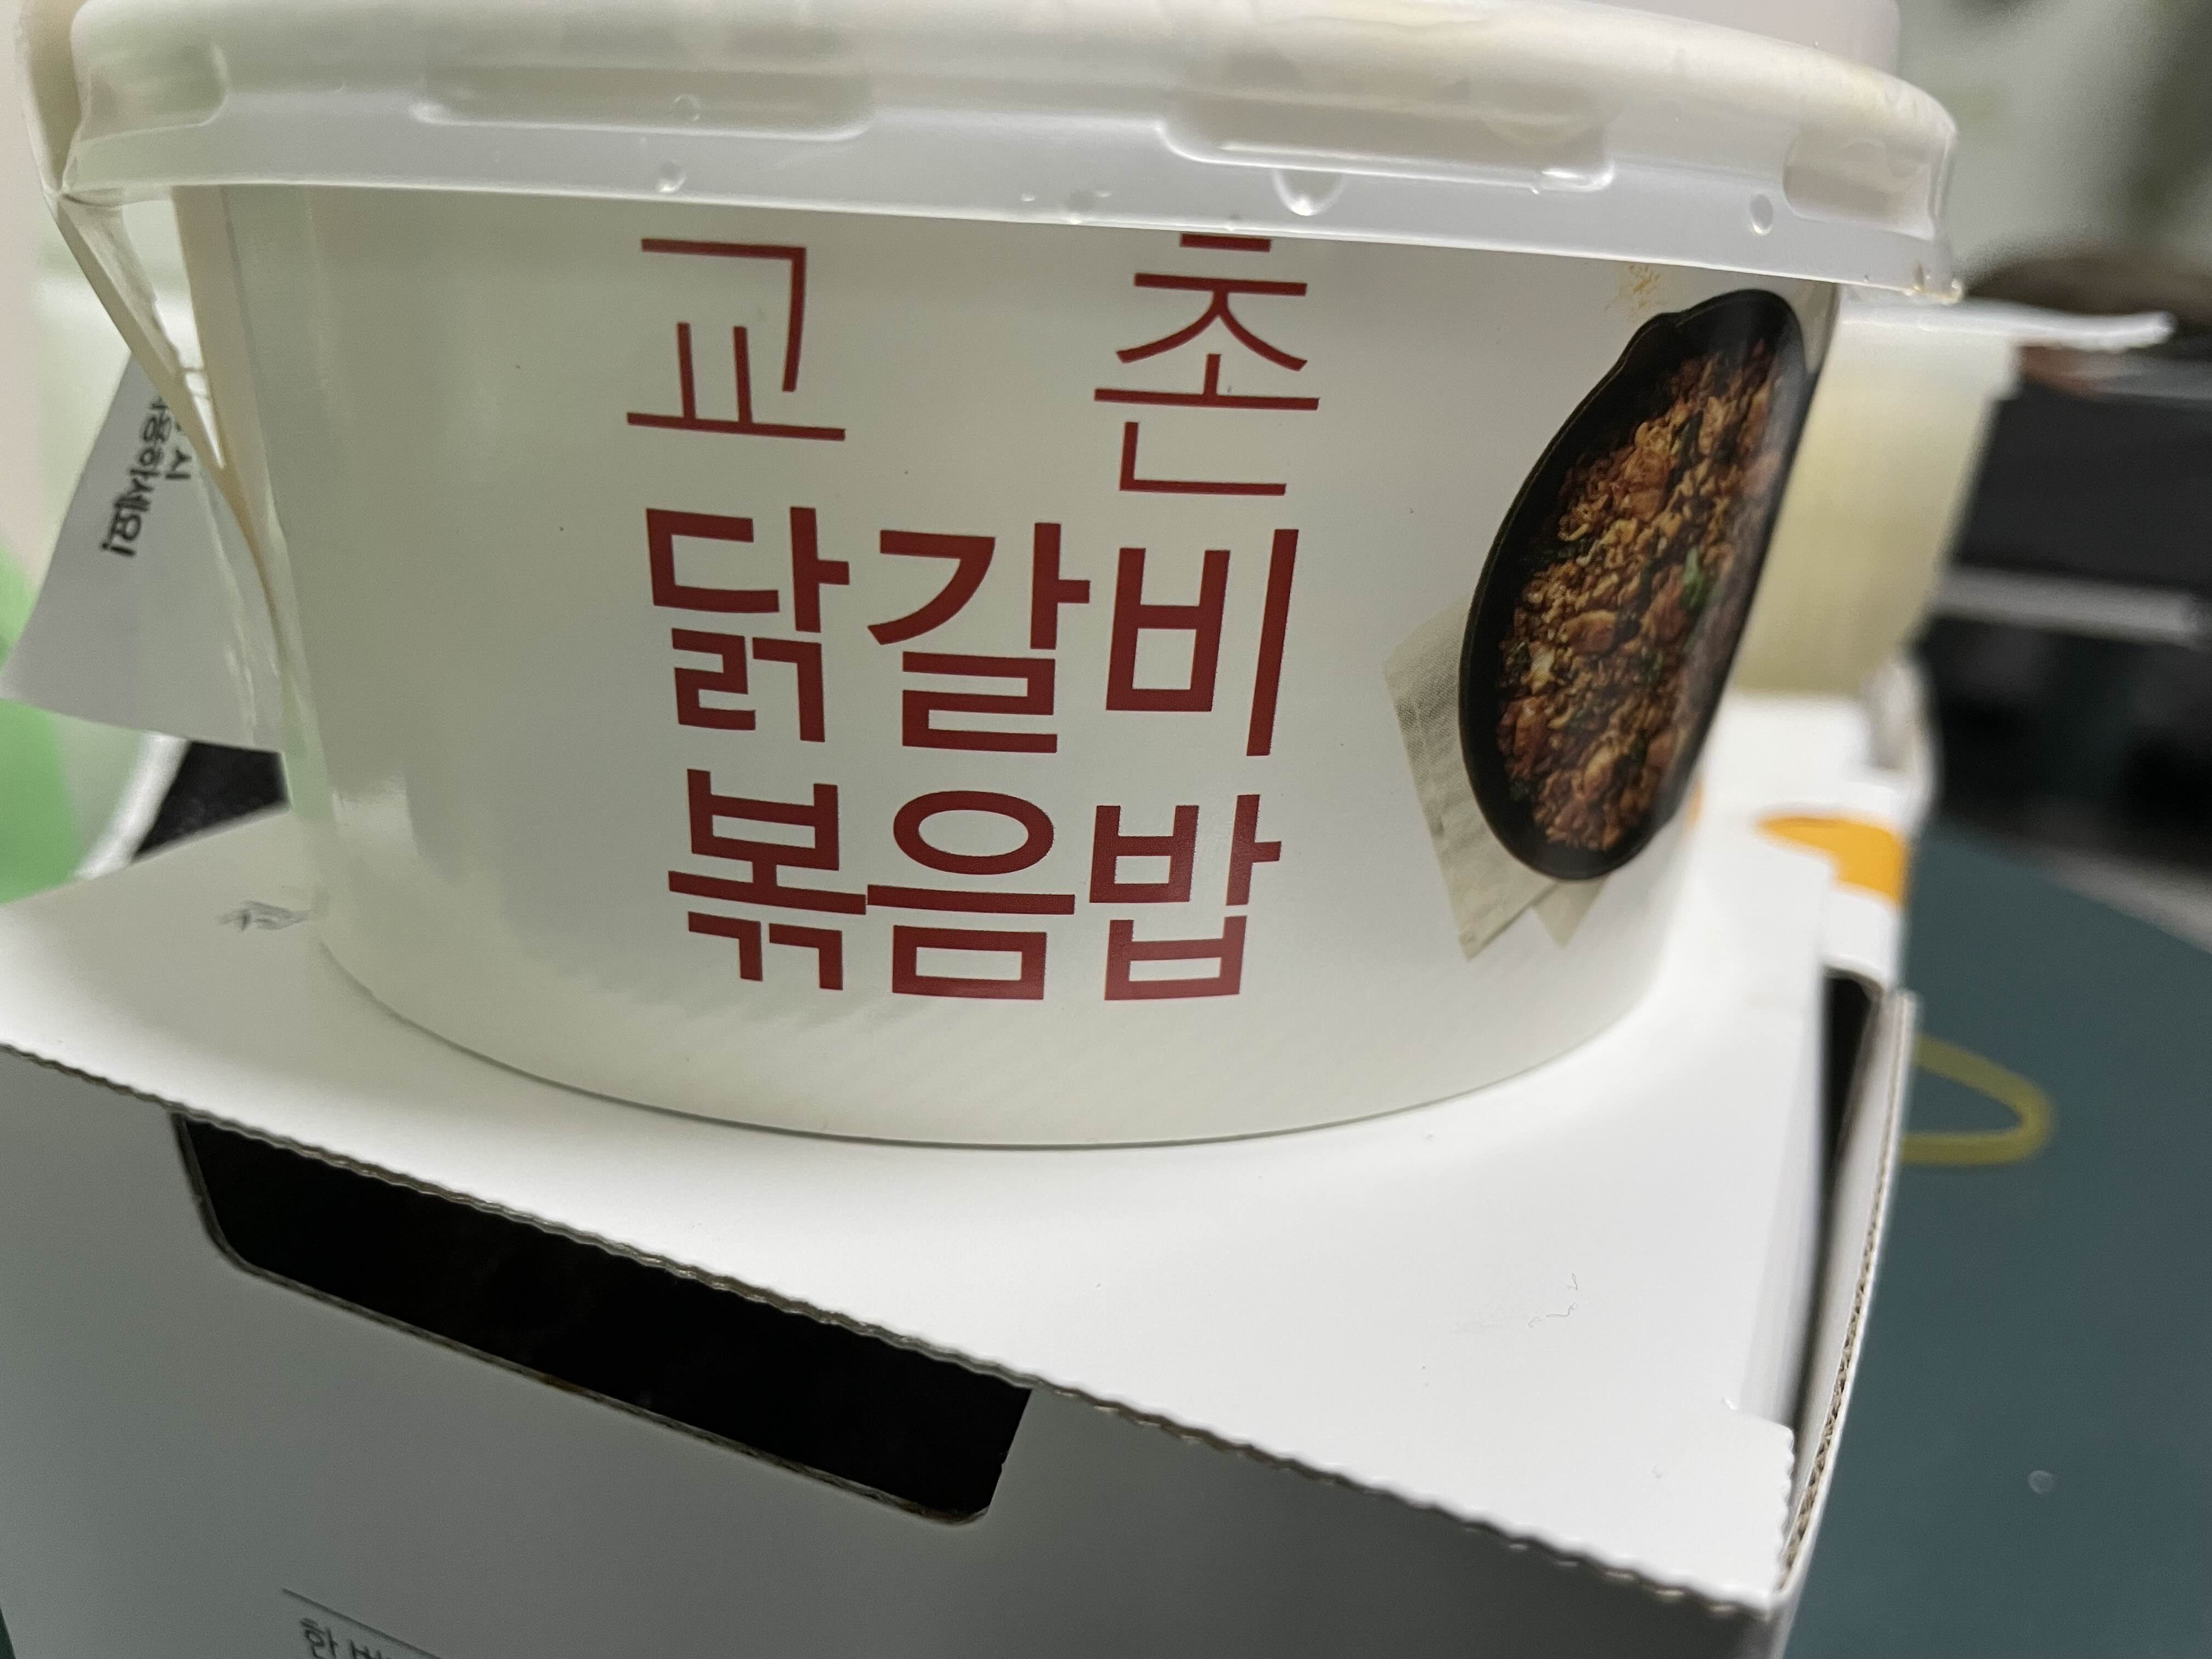 교 촌
닭갈비
볶음밥